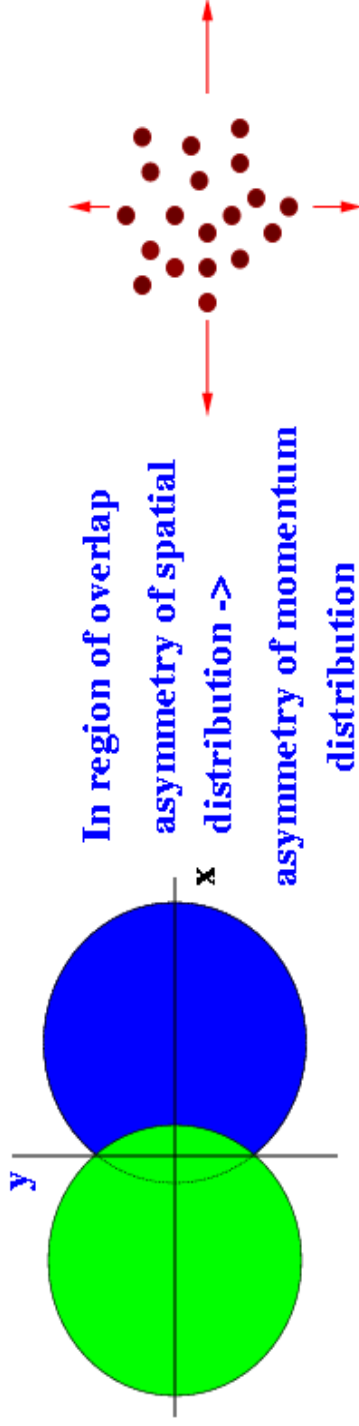 y
x
In region of overlap
asymmetry of spatial
distribution ->
asymmetry of momentum
distribution